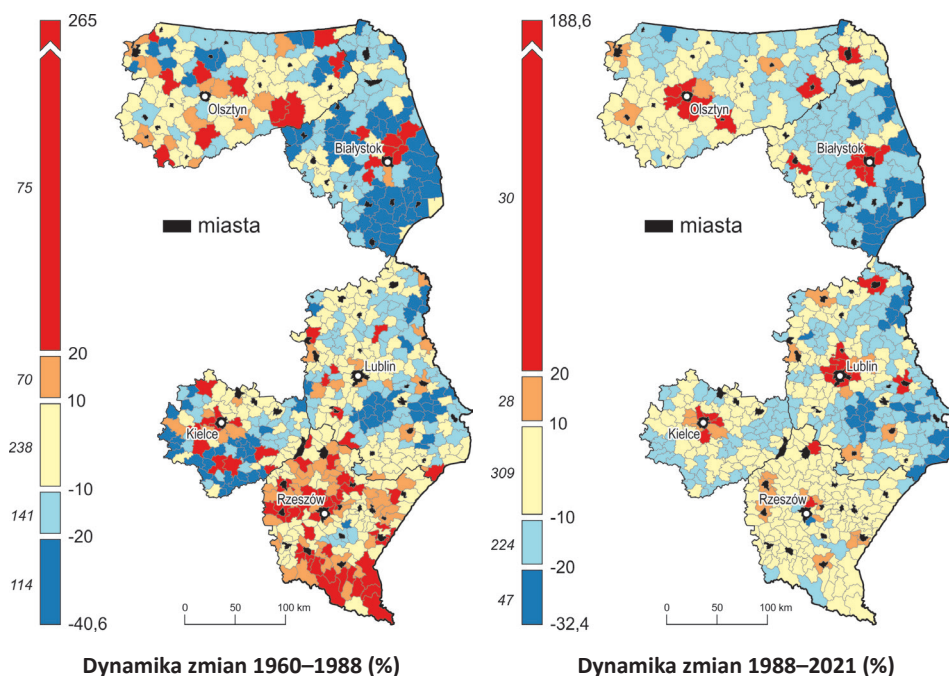 265
75
20
70
10
238
-10
141
-20
114
-40,6
Olsztyn
Białystok
miasta
Lublin
Kielce
Rzeszów
0 50 100 km
Dynamika zmian 1960–1988 (%)
188,6
30
20
28
10
309
-10
224
-20
47
-32,4
Olsztyn
Białystok
miasta
Lublin
Kielce
Rzeszów
0 50 100 km
Dynamika zmian 1988–2021 (%)